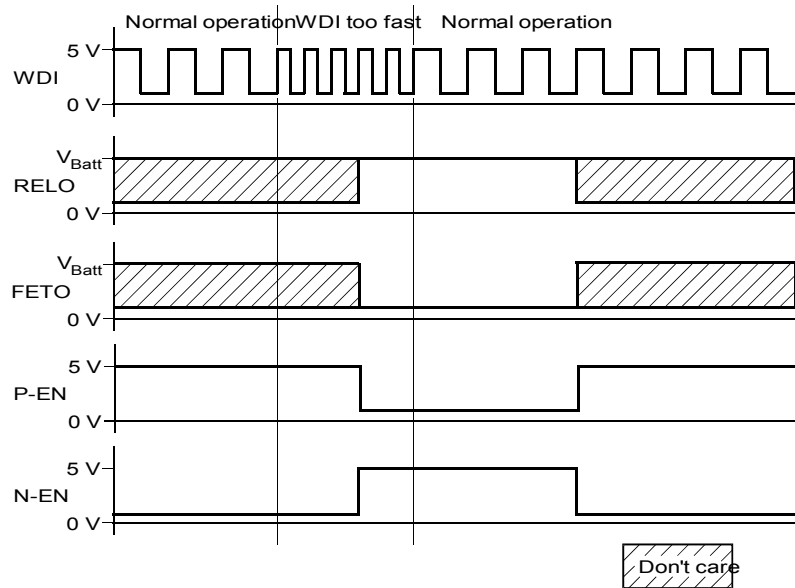 Normal operation WDI too fast Normal operation
5 V
WDI
0 V
VBatt
RELO
0 V
VBatt
FETO
0 V
5 V
P-EN
0 V
5 V
N-EN
0 V
Don't care